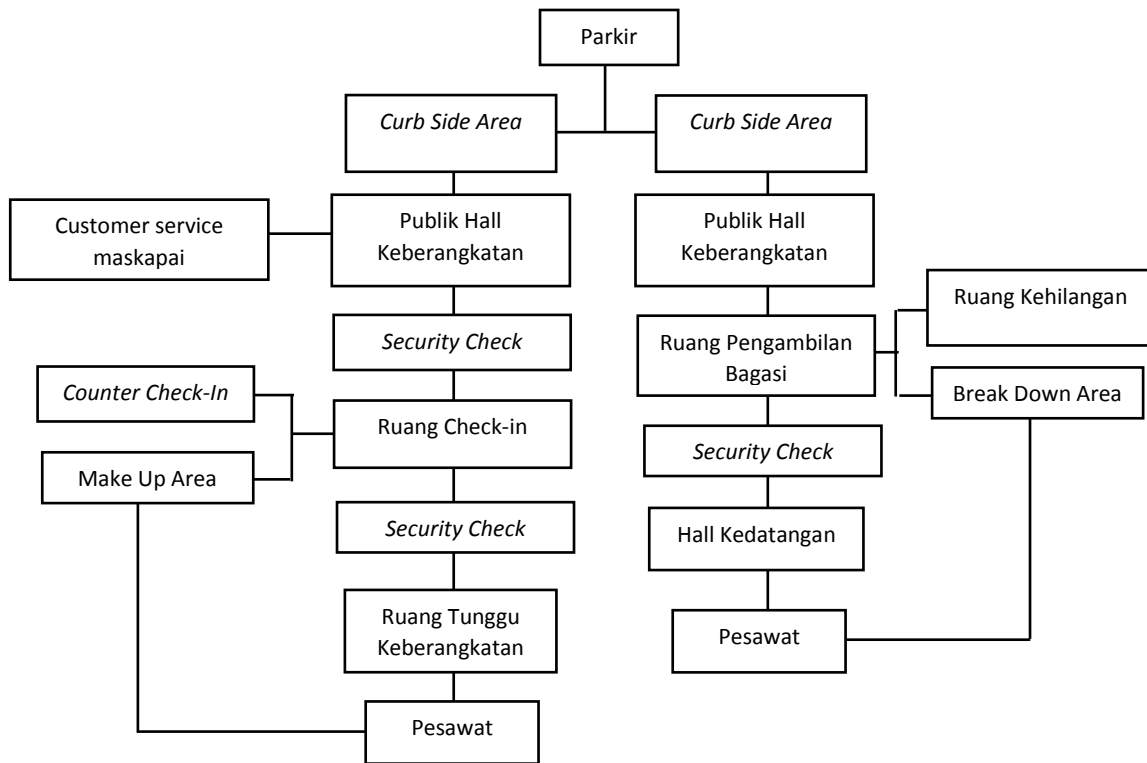 Parkir
Curb Side Area
Curb Side Area
Customer service
maskapai
Publik Hall
Keberangkatan
Publik Hall
Keberangkatan
Security Check
Ruang Pengambilan
Bagasi
Ruang Kehilangan
Counter Check-In
Ruang Check-in
Break Down Area
Make Up Area
Security Check
Security Check
Hall Kedatangan
Ruang Tunggu
Keberangkatan
Pesawat
Pesawat